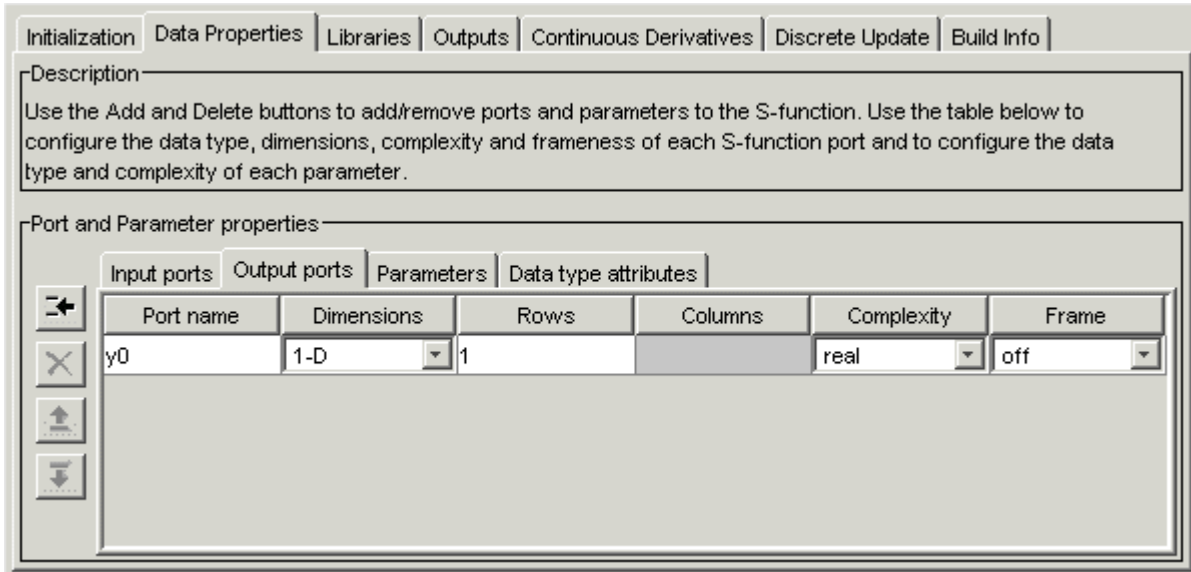 Initialization Data Properties Libraries Outputs Continuous Derivatives Discrete Update Build Info
Description
Use the Add and Delete buttons to add/remove ports and parameters to the S-function. Use the table below to
configure the data type, dimensions, complexity and frameness of each S-function port and to configure the data
type and complexity of each parameter.
Port and Parameter properties
Input ports Output ports Parameters Data type attributes
Port name Dimensions Rows Columns Complexity Frame
y0 1-D 1 real off